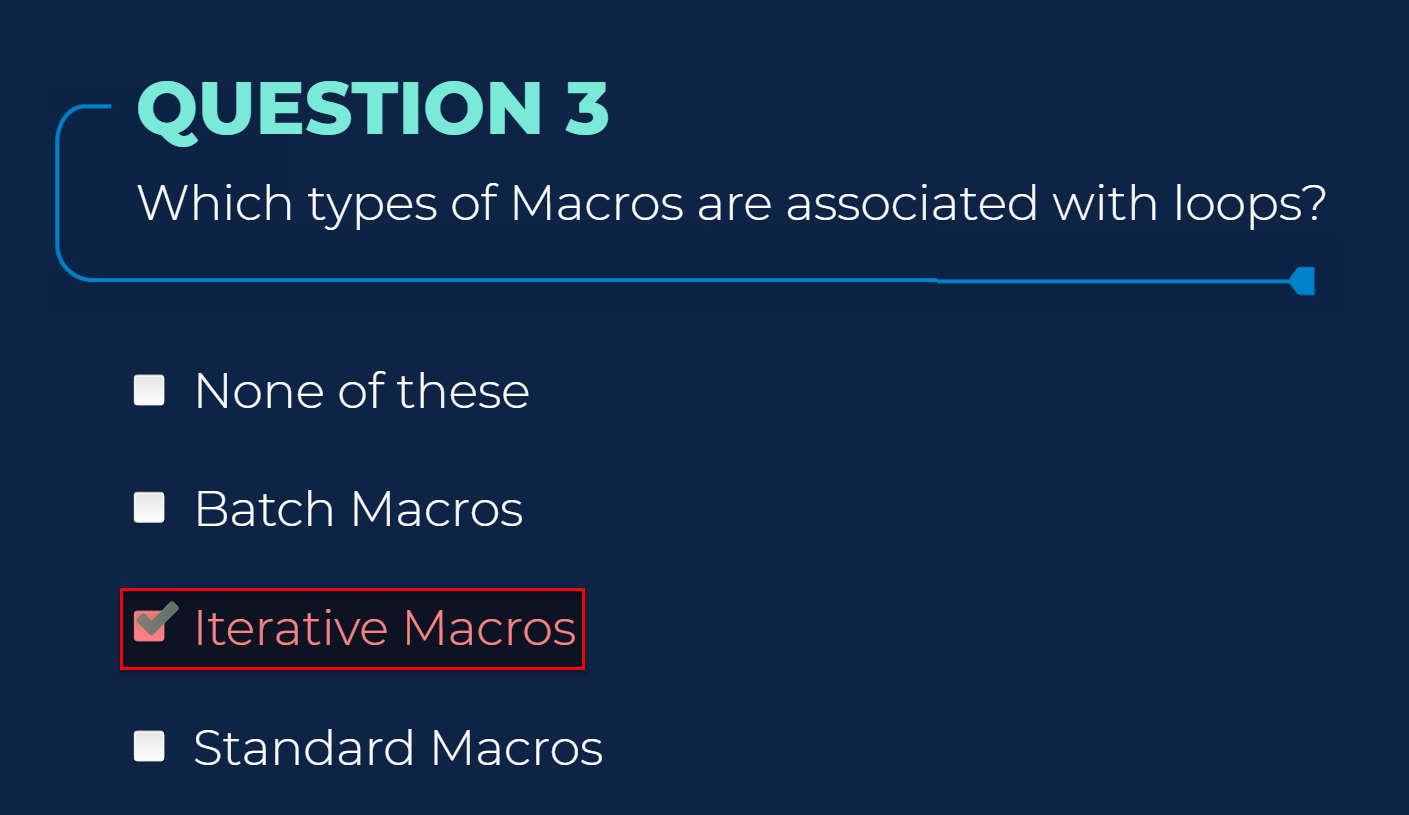 QUESTION 3
Which types of Macros are associated with loops?
None of these
Batch Macros
Iterative Macros
Standard Macros